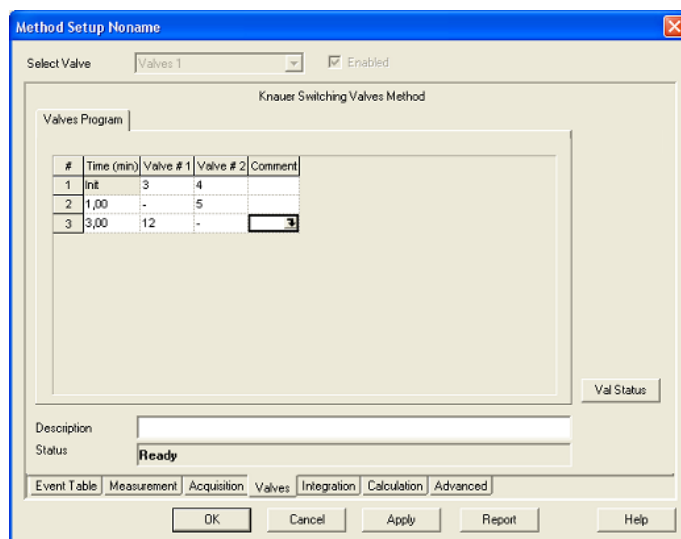 Method Setup Noname
Select Valve Valves 1 Enabled
Knauer Switching Valves Method
Valves Program
# Time (min) Valve # 1 Valve # 2 Comment
1 Init 3 4
2 1,00 - 5
3 3,00 12 -
Val Status
Description
Status Ready
Event Table Measurement Acquisition Valves Integration Calculation Advanced
OK Cancel Apply Report Help